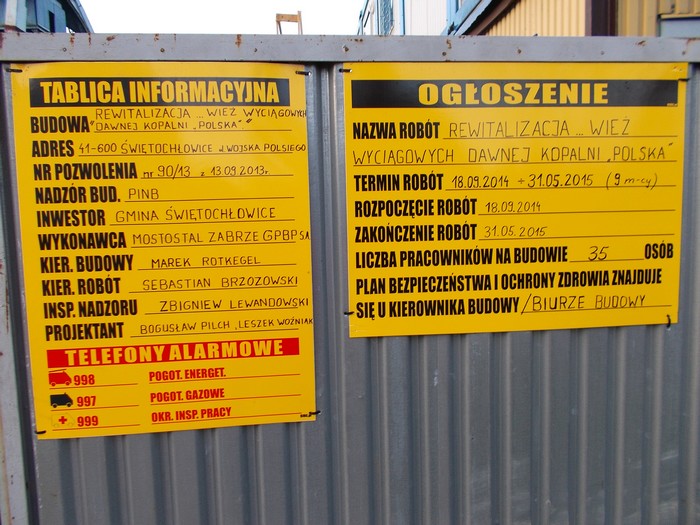 TABLICA INFORMACYJNA
REWITALIZACJA ... WIEŻ WYCIĄGOWYCH
BUDOWA "DAWNEJ KOPALNI „POLSKA"
ADRES 41-600 ŚWIĘTOCHŁOWICE ul. WOJSKA POLSKIEGO
NR POZWOLENIA nr 90/13 z 13.09.2013r.
NADZÓR BUD. PINB
INWESTOR GMINA ŚWIĘTOCHŁOWICE
WYKONAWCA MOSTOSTAL ZABRZE GPBP S.A.
KIER. BUDOWY MAREK ROTKEGEL
KIER. ROBÓT SEBASTIAN BRZOZOWSKI
INSP. NADZORU ZBIGNIEW LEWANDOWSKI
PROJEKTANT BOGUSŁAW PILCH, LESZEK WOŹNIAK
TELEFONY ALARMOWE
998 POGOT. ENERGET.
997 POGOT. GAZOWE
999 OKR. INSP. PRACY
OGŁOSZENIE
NAZWA ROBÓT REWITALIZACJA ... WIEŻ
WYCIĄGOWYCH DAWNEJ KOPALNI „POLSKA"
TERMIN ROBÓT 18.09.2014 ÷ 31.05.2015 (9 m-cy)
ROZPOCZĘCIE ROBÓT 18.09.2014
ZAKOŃCZENIE ROBÓT 31.05.2015
LICZBA PRACOWNIKÓW NA BUDOWIE 35 OSÓB
PLAN BEZPIECZEŃSTWA I OCHRONY ZDROWIA ZNAJDUJE
SIĘ U KIEROWNIKA BUDOWY /BIURZE BUDOWY